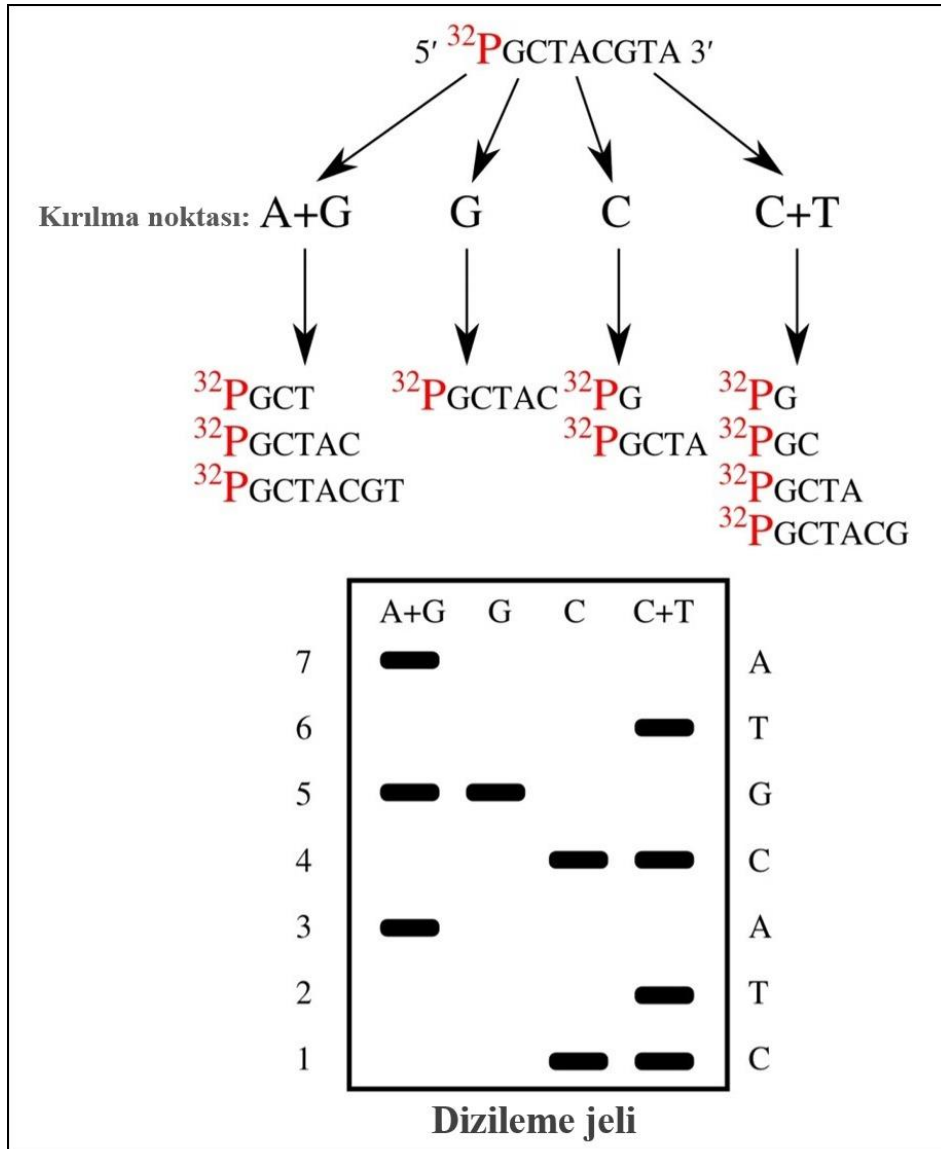 5′ ³²PGCTACGTA 3′
Kırılma noktası: A+G G C C+T
³²PGCT ³²PGCTAC ³²PG ³²PG
³²PGCTAC ³²PGCTA ³²PGC
³²PGCTACGT ³²PGCTA
³²PGCTACG
A+G G C C+T
7 A
6 T
5 G
4 C
3 A
2 T
1 C
Dizileme jeli